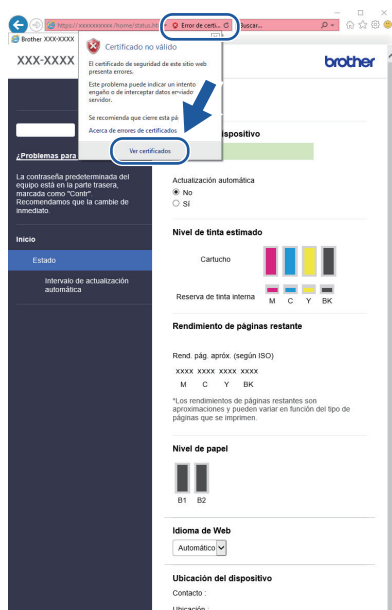 https://xxxxxxxxxxx/home/status.ht
Error de certi...
Buscar...
Brother XXX-XXXX
XXX-XXXX
brother
Certificado no
válido
El certificado de seguridad de este sitio web
presenta errores.
Este problema puede indicar un intento
engaño o de interceptar datos enviado
servidor.
Se recomienda que cierre esta pá
Acerca de errores de certificados
Ver certificados
ispositivo
¿Problemas para
La contraseña predeterminada del
equipo está en la parte trasera,
marcada como "Contr".
Recomendamos que la cambie de
inmediato.
Inicio
Estado
Intervalo de actualización
automática
Actualización automática
No
Sí
Nivel de tinta estimado
Cartucho
Reserva de tinta interna
M C Y BK
Rendimiento de páginas restante
Rend. pág. apróx. (según ISO)
xxxx xxxx xxxx xxxx
M C Y BK
*Los rendimientos de páginas restantes son
aproximaciones y pueden variar en función del tipo de
páginas que se imprimen.
Nivel de papel
B1 B2
Idioma de Web
Automático
Ubicación del dispositivo
Contacto :
Ubicación :